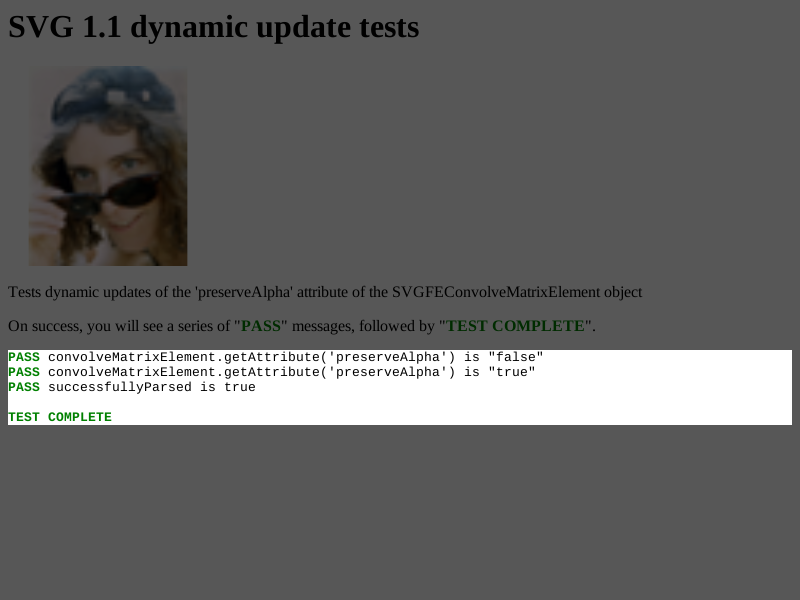 SVG 1.1 dynamic update tests
Tests dynamic updates of the 'preserveAlpha' attribute of the SVGFEConvolveMatrixElement object
On success, you will see a series of "PASS" messages, followed by "TEST COMPLETE".
PASS convolveMatrixElement.getAttribute('preserveAlpha') is "false"
PASS convolveMatrixElement.getAttribute('preserveAlpha') is "true"
PASS successfullyParsed is true
TEST COMPLETE